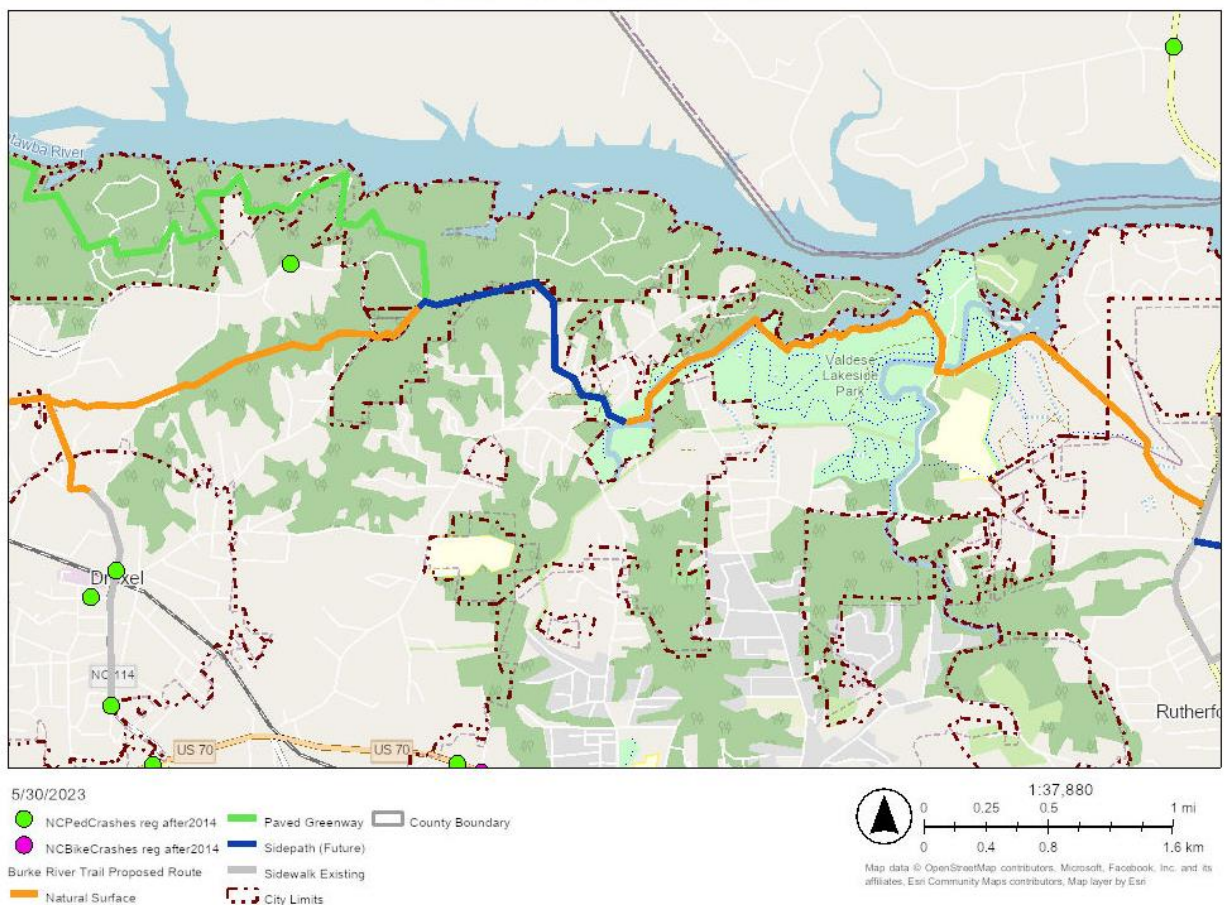 tawba River
Valdese
Lakeside
Park
Drexel
NC 114
US 70
US 70
Rutherfo
5/30/2023
NCPedCrashes reg after2014
NCBikeCrashes reg after2014
Burke River Trail Proposed Route
Natural Surface
Paved Greenway
Sidepath (Future)
Sidewalk Existing
City Limits
County Boundary
1:37,880
0 0.25 0.5 1 mi
0 0.4 0.8 1.6 km
Map data © OpenStreetMap contributors, Microsoft, Facebook, Inc. and its
affiliates, Esri Community Maps contributors, Map layer by Esri